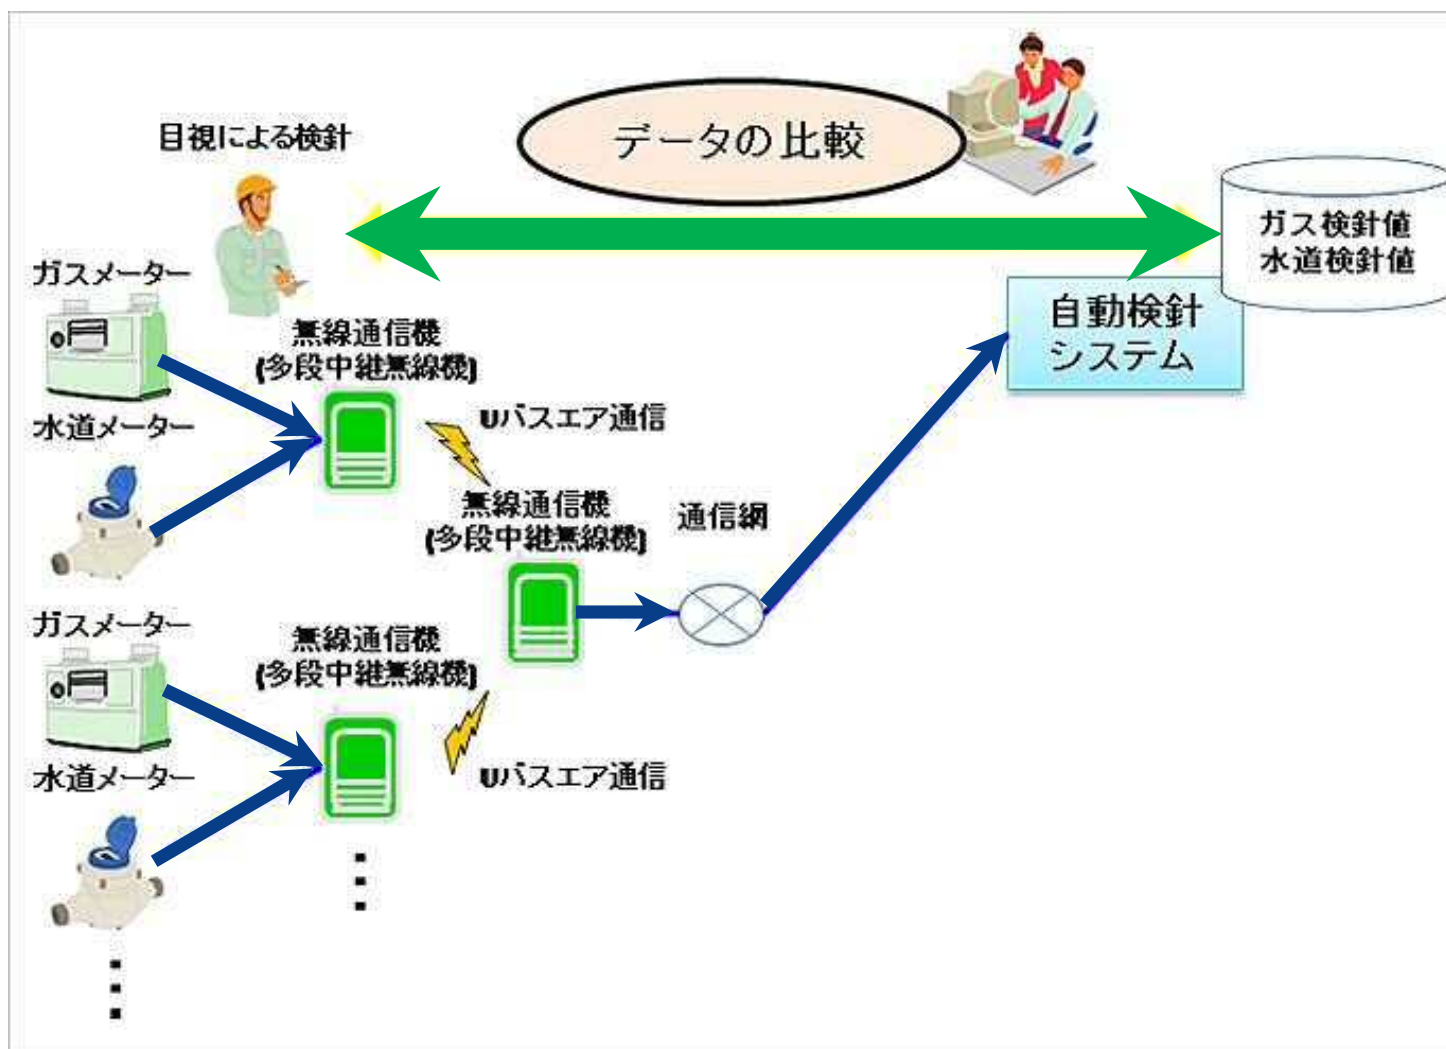 データの比較
目視による検針
ガス検針値
水道検針値
ガスメーター
自動検針
システム
無線通信機
(多段中継無線機)
水道メーター
Uバスエア通信
無線通信機
(多段中継無線機)
通信網
ガスメーター
無線通信機
(多段中継無線機)
水道メーター
Uバスエア通信